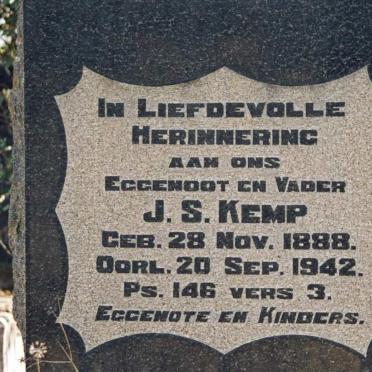 In Liefdevolle
Herinnering
aan ons
Eggenoot en Vader
J. S. Kemp
Geb. 28 Nov. 1888.
Oorl. 20 Sep. 1942.
Ps. 146 vers 3.
Eggenote en Kinders.